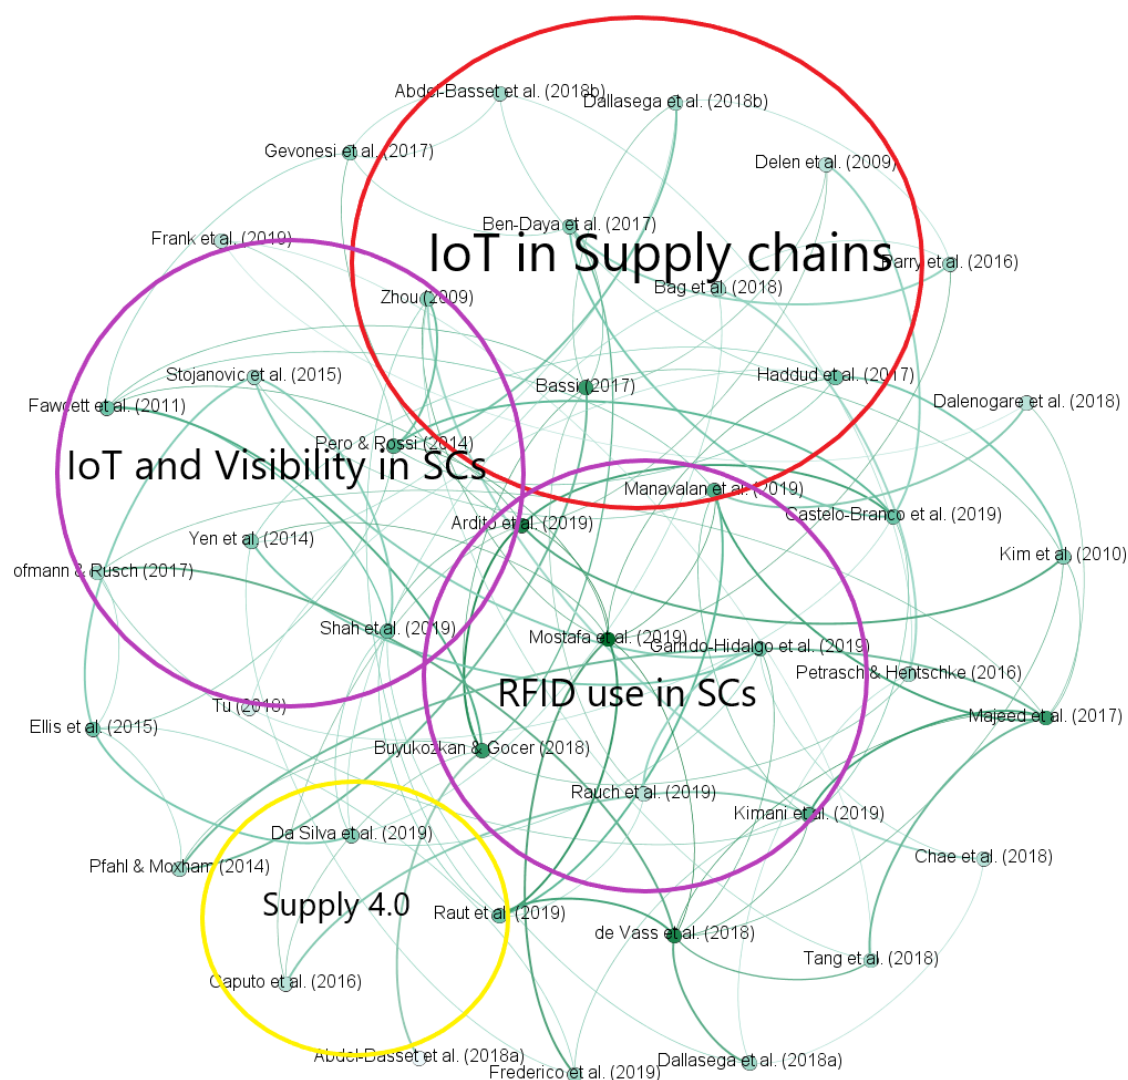 Abdel-Basset et al. (2018b)
Dallasega et al. (2018b)
Gevonesi et al. (2017)
Delen et al. (2009)
Ben-Daya et al. (2017)
Frank et al. (2019)
IoT in Supply chains
Barry et al. (2016)
Bag et al. (2018)
Zhou (2009)
Stojanovic et al. (2015)
Bassi (2017)
Haddud et al. (2017)
Fawcett et al. (2011)
Dalenogare et al. (2018)
Pero & Rossi (2014)
IoT and Visibility in SCs
Manavalan et al. (2019)
Ardito et al. (2019)
Castelo-Branco et al. (2019)
Yen et al. (2014)
Kim et al. (2010)
ofmann & Rusch (2017)
Shah et al. (2019)
Mostafa et al. (2019)
Garrido-Hidalgo et al. (2019)
Petrasch & Hentschke (2016)
RFID use in SCs
Tu (2018)
Majeed et al. (2017)
Ellis et al. (2015)
Buyukozkan & Gocer (2018)
Rauch et al. (2019)
Kimani et al. (2019)
Da Silva et al. (2019)
Chae et al. (2018)
Pfahl & Moxham (2014)
Supply 4.0
Raut et al. (2019)
de Vass et al. (2018)
Tang et al. (2018)
Caputo et al. (2016)
Abdel-Basset et al. (2018a)
Dallasega et al. (2018a)
Frederico et al. (2019)